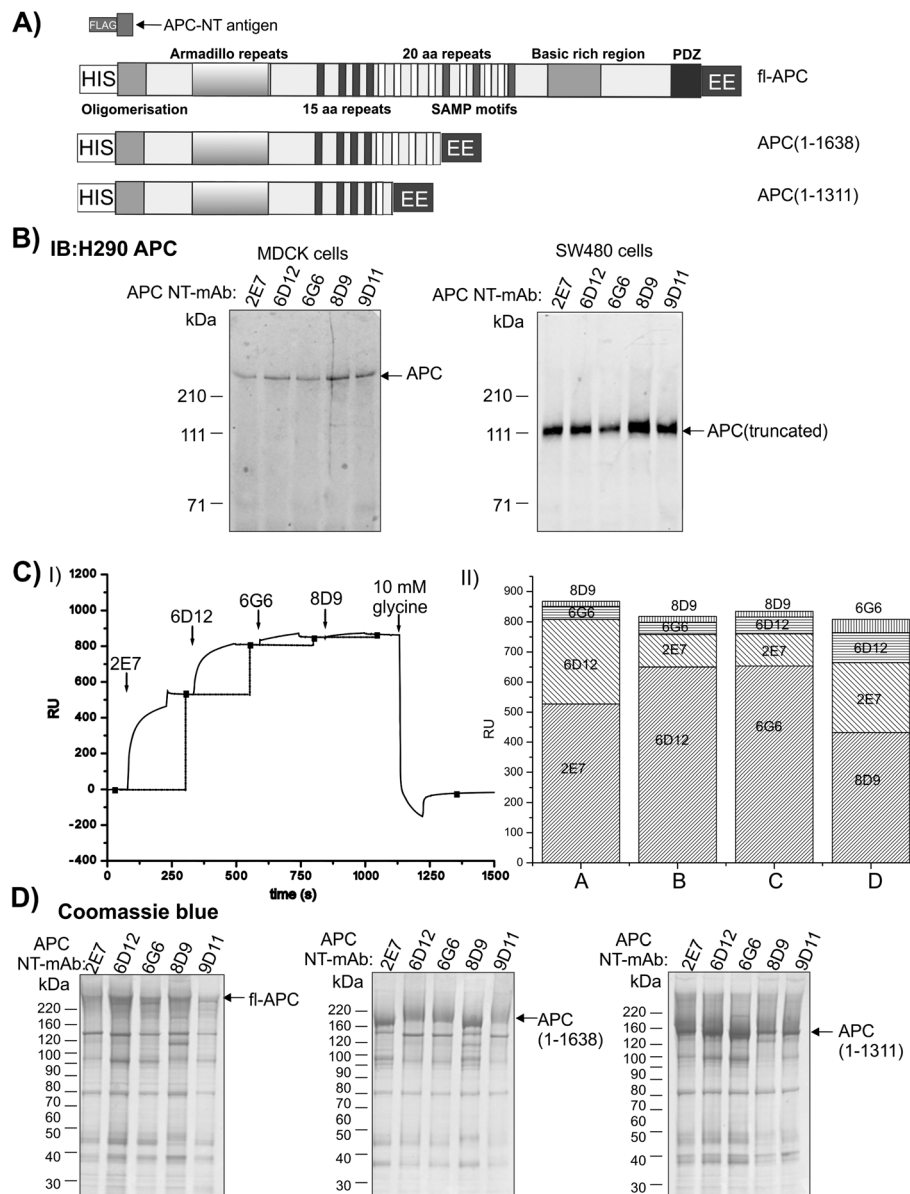 A)
FLAG APC-NT antigen
Armadillo repeats 20 aa repeats Basic rich region PDZ
HIS EE fl-APC
Oligomerisation 15 aa repeats SAMP motifs
HIS EE APC(1-1638)
HIS EE APC(1-1311)
B) IB:H290 APC
MDCK cells
APC NT-mAb: 2E7 6D12 6G6 8D9 9D11
kDa
APC
210
111
71
SW480 cells
APC NT-mAb: 2E7 6D12 6G6 8D9 9D11
kDa
210
111
APC(truncated)
71
C) I)
1200
1000
800
600
400
200
0
-200
-400
RU
2E7
6D12
6G6
8D9
10 mM
glycine
0 250 500 750 1000 1250 1500
time (s)
II)
900
800
700
600
500
400
300
200
100
0
RU
8D9
6G6
6D12
2E7
8D9
6G6
2E7
6D12
8D9
6D12
2E7
6G6
6G6
6D12
2E7
8D9
A B C D
D) Coomassie blue
APC
NT-mAb: 2E7 6D12 6G6 8D9 9D11
kDa
fl-APC
220
160
120
100
90
80
70
60
50
40
30
APC
NT-mAb: 2E7 6D12 6G6 8D9 9D11
kDa
220
160
120
100
90
80
70
60
50
40
30
APC
(1-1638)
APC
NT-mAb: 2E7 6D12 6G6 8D9 9D11
kDa
220
160
120
100
90
80
70
60
50
40
30
APC
(1-1311)